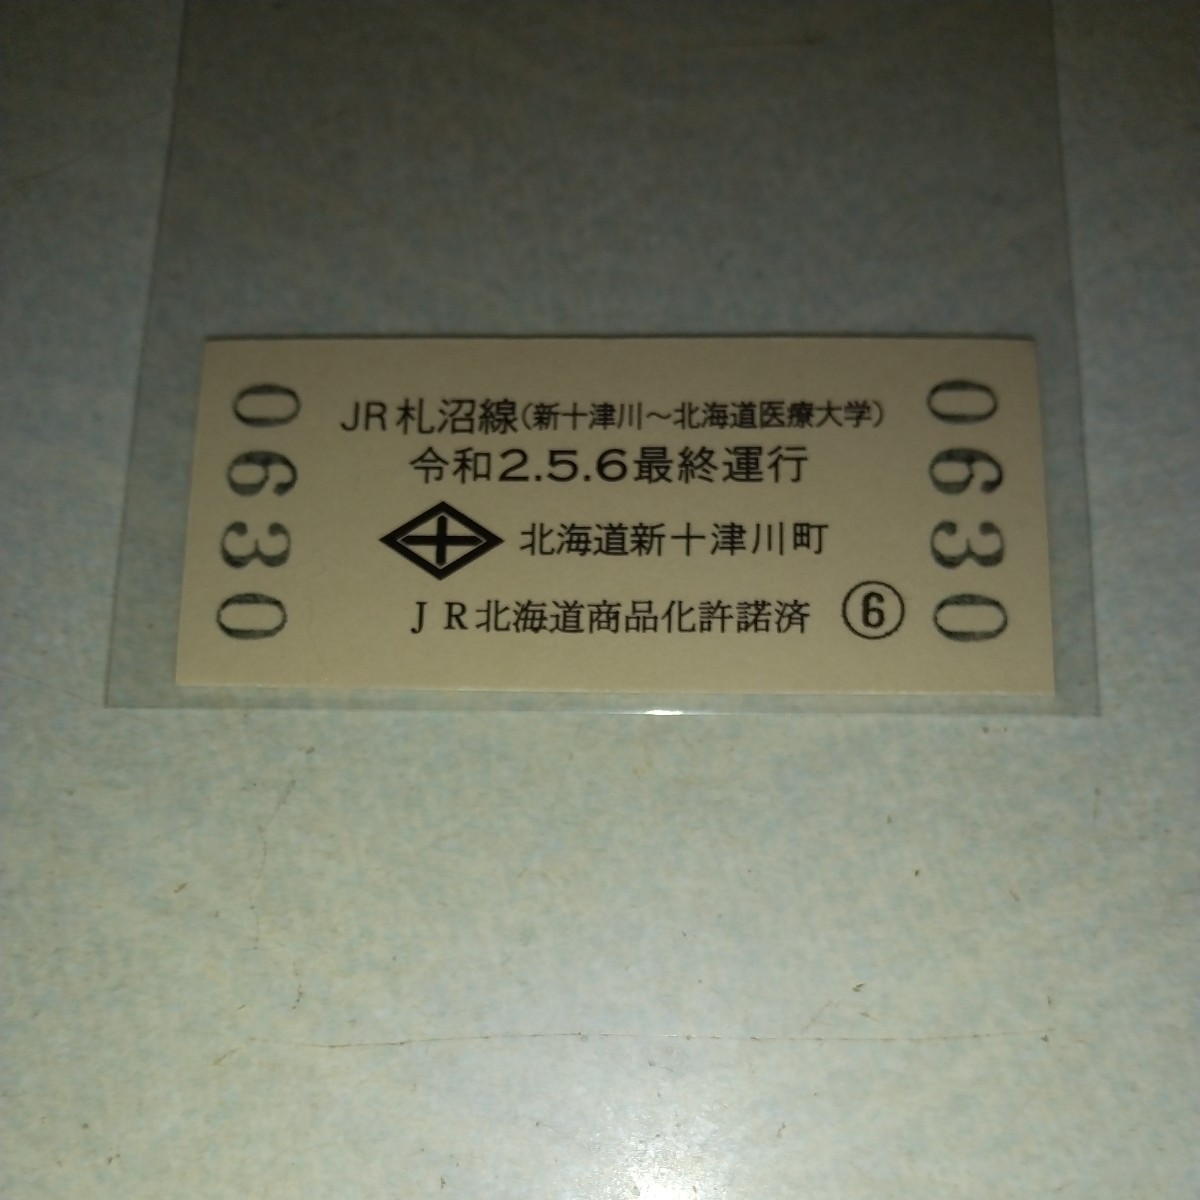 JR札沼線(新十津川〜北海道医療大学)
令和2.5.6最終運行
北海道新十津川町
JR北海道商品化許諾済 ⑥
0630
0630